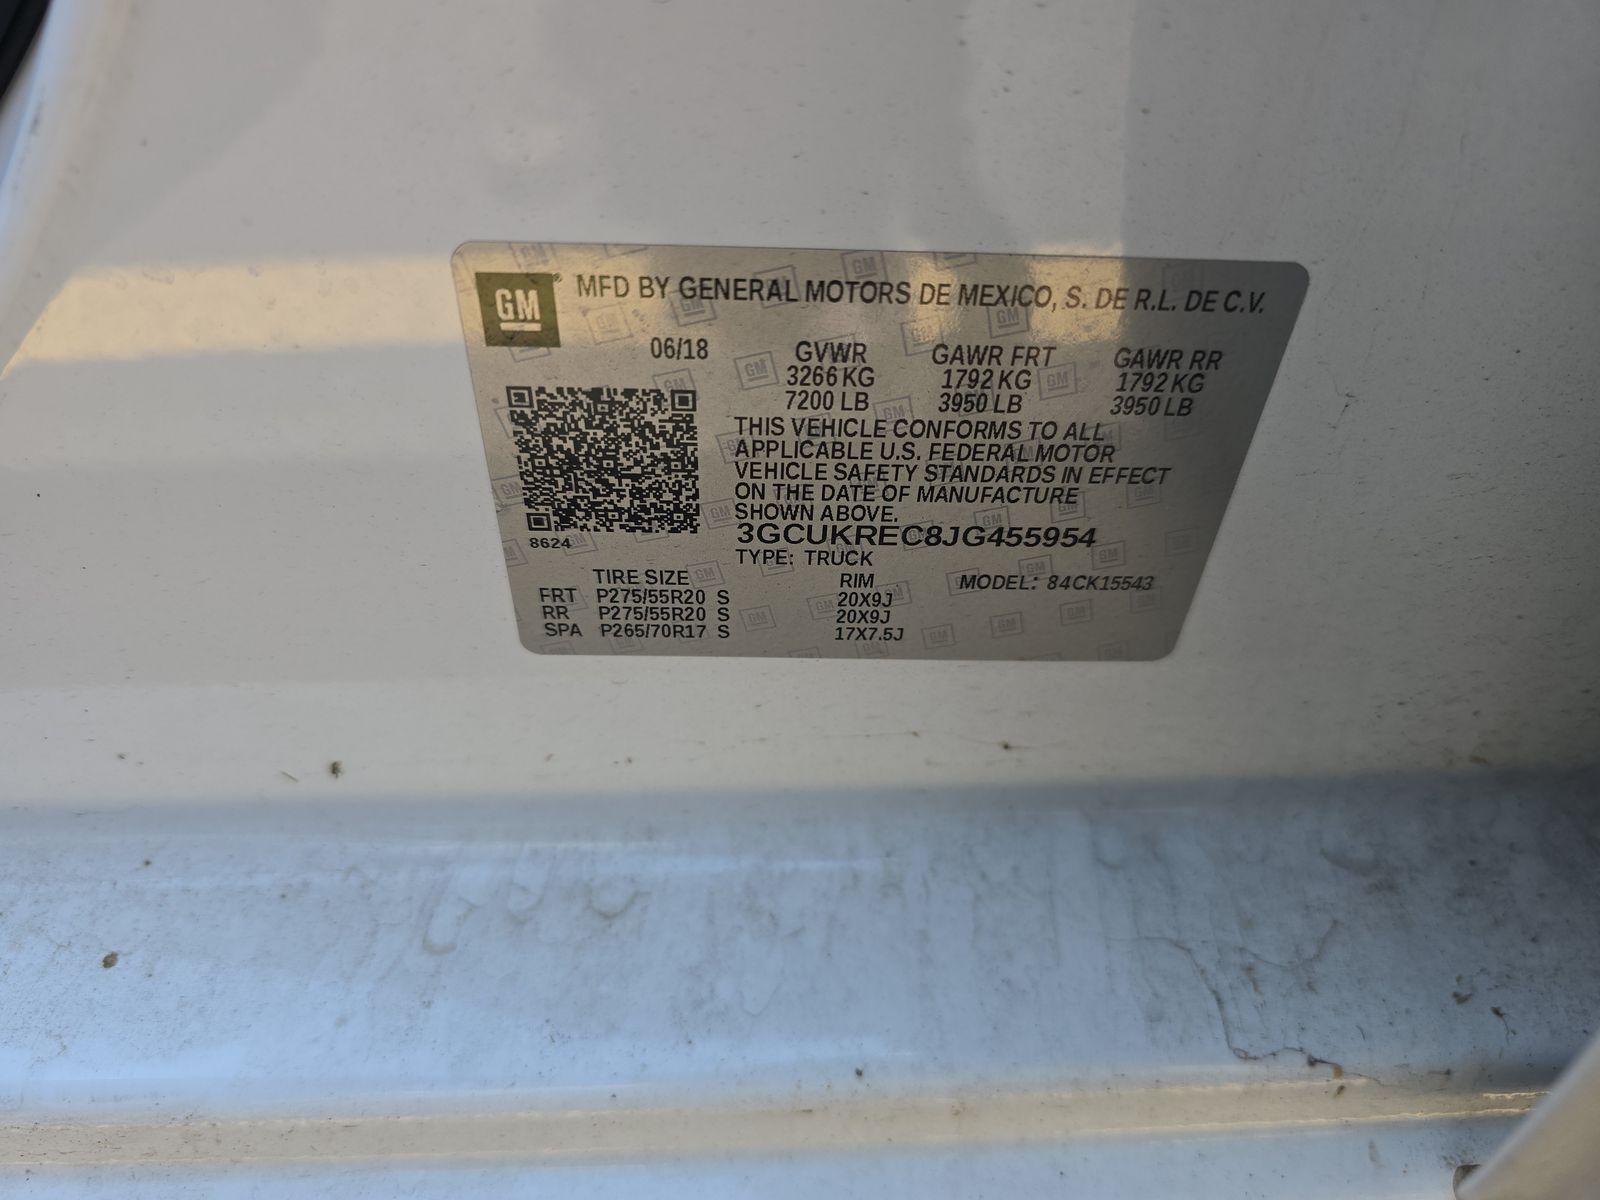 GM® MFD BY GENERAL MOTORS DE MEXICO, S. DE R.L. DE C.V.
06/18 GVWR GAWR FRT GAWR RR
3266 KG 1792 KG 1792 KG
7200 LB 3950 LB 3950 LB
THIS VEHICLE CONFORMS TO ALL
APPLICABLE U.S. FEDERAL MOTOR
VEHICLE SAFETY STANDARDS IN EFFECT
ON THE DATE OF MANUFACTURE
SHOWN ABOVE.
8624 3GCUKREC8JG455954
TYPE: TRUCK
TIRE SIZE RIM MODEL: 84CK15543
FRT P275/55R20 S 20X9J
RR P275/55R20 S 20X9J
SPA P265/70R17 S 17X7.5J